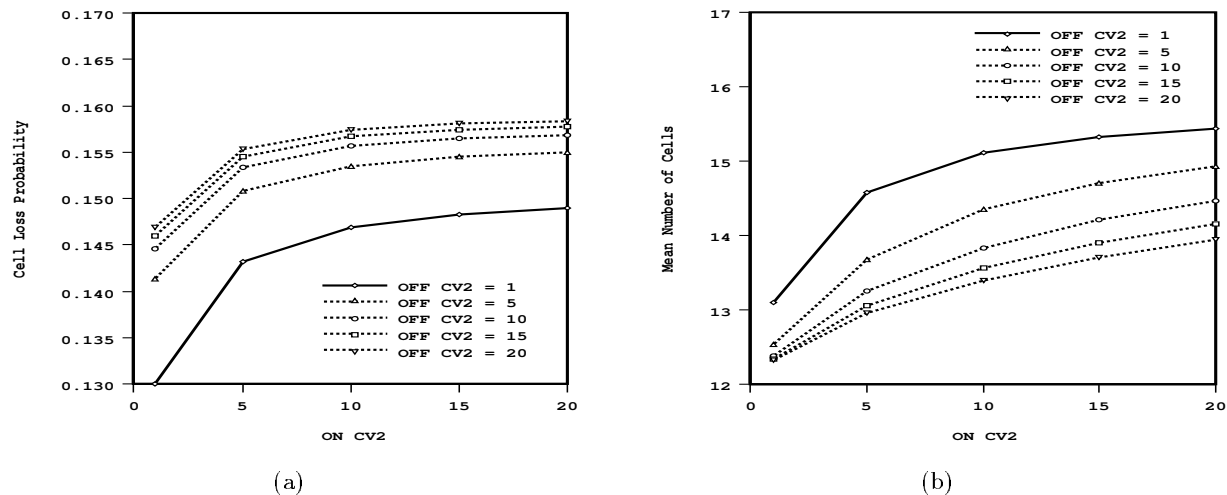 0.170
0.165
0.160
0.155
0.150
0.145
0.140
0.135
0.130
Cell Loss Probability
OFF CV2 = 1
OFF CV2 = 5
OFF CV2 = 10
OFF CV2 = 15
OFF CV2 = 20
0 5 10 15 20
ON CV2
(a)
17
16
15
14
13
12
Mean Number of Cells
OFF CV2 = 1
OFF CV2 = 5
OFF CV2 = 10
OFF CV2 = 15
OFF CV2 = 20
0 5 10 15 20
ON CV2
(b)